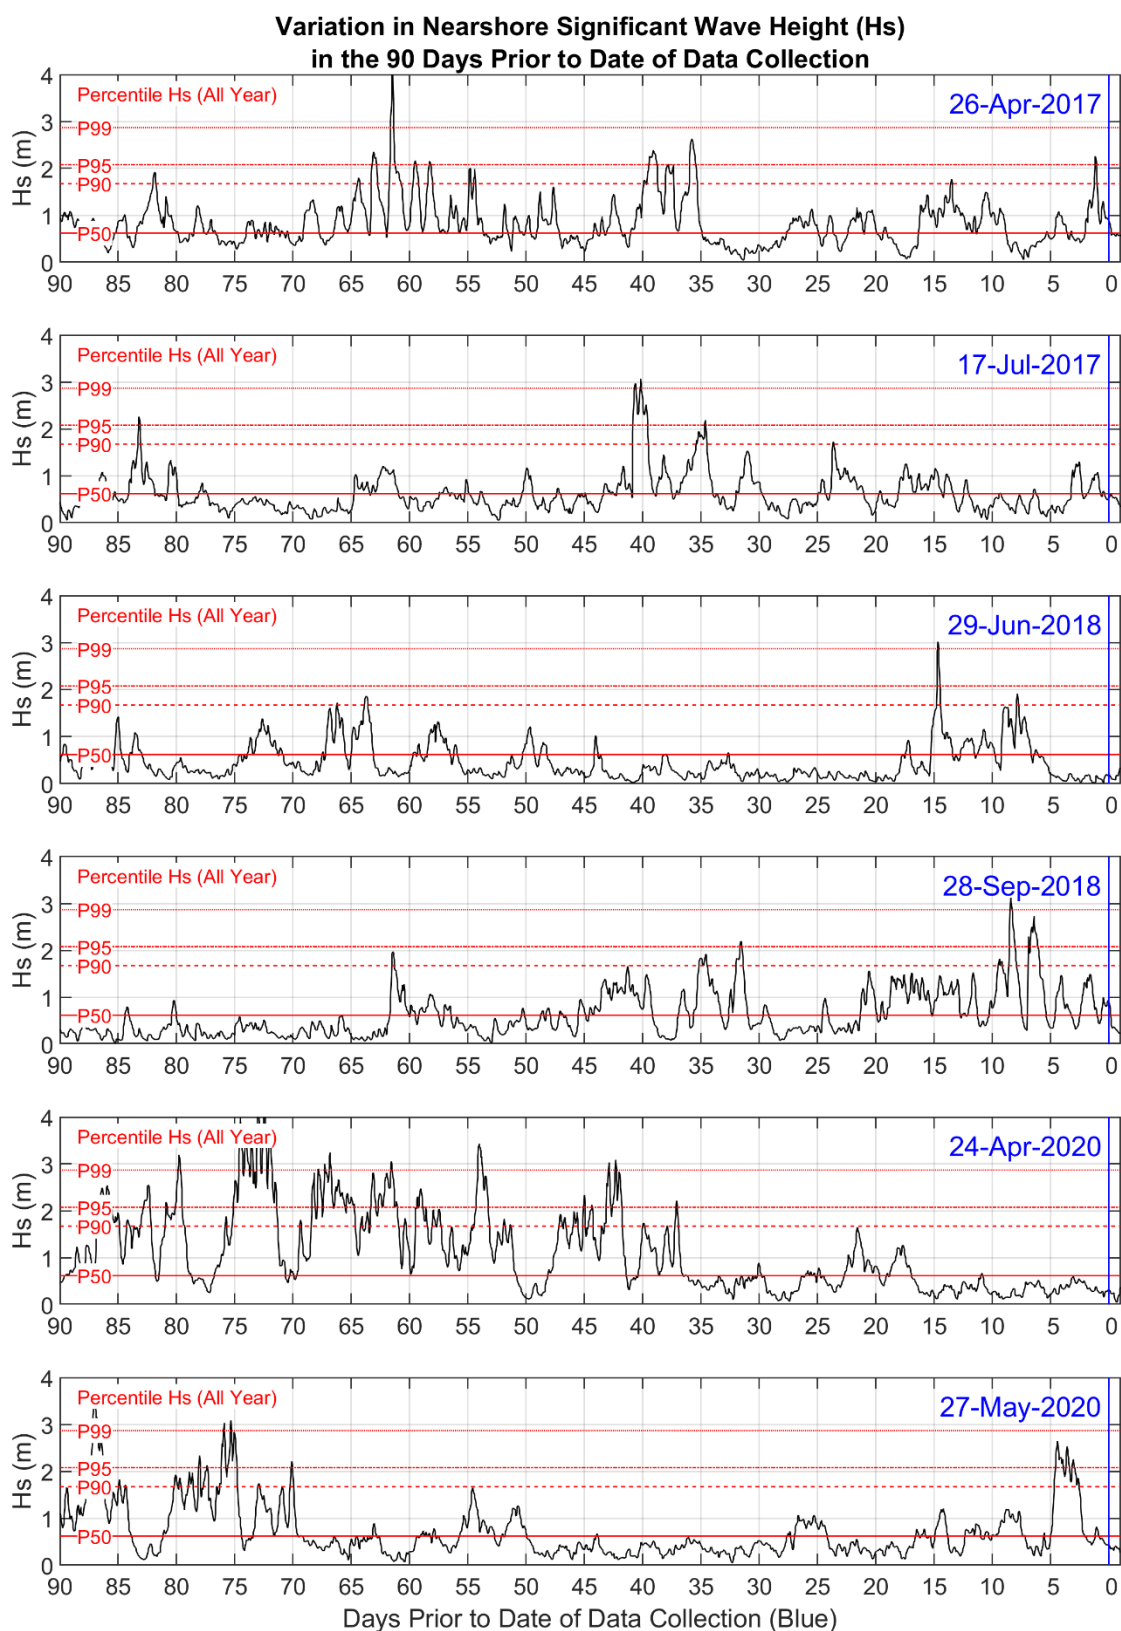 Variation in Nearshore Significant Wave Height (Hs)
in the 90 Days Prior to Date of Data Collection
4
3
2
1
0
Hs (m)
Percentile Hs (All Year)
P99
P95
P90
P50
26-Apr-2017
90 85 80 75 70 65 60 55 50 45 40 35 30 25 20 15 10 5 0
4
3
2
1
0
Hs (m)
Percentile Hs (All Year)
P99
P95
P90
P50
17-Jul-2017
90 85 80 75 70 65 60 55 50 45 40 35 30 25 20 15 10 5 0
4
3
2
1
0
Hs (m)
Percentile Hs (All Year)
P99
P95
P90
P50
29-Jun-2018
90 85 80 75 70 65 60 55 50 45 40 35 30 25 20 15 10 5 0
4
3
2
1
0
Hs (m)
Percentile Hs (All Year)
P99
P95
P90
P50
28-Sep-2018
90 85 80 75 70 65 60 55 50 45 40 35 30 25 20 15 10 5 0
4
3
2
1
0
Hs (m)
Percentile Hs (All Year)
P99
P95
P90
P50
24-Apr-2020
90 85 80 75 70 65 60 55 50 45 40 35 30 25 20 15 10 5 0
4
3
2
1
0
Hs (m)
Percentile Hs (All Year)
P99
P95
P90
P50
27-May-2020
90 85 80 75 70 65 60 55 50 45 40 35 30 25 20 15 10 5 0
Days Prior to Date of Data Collection (Blue)